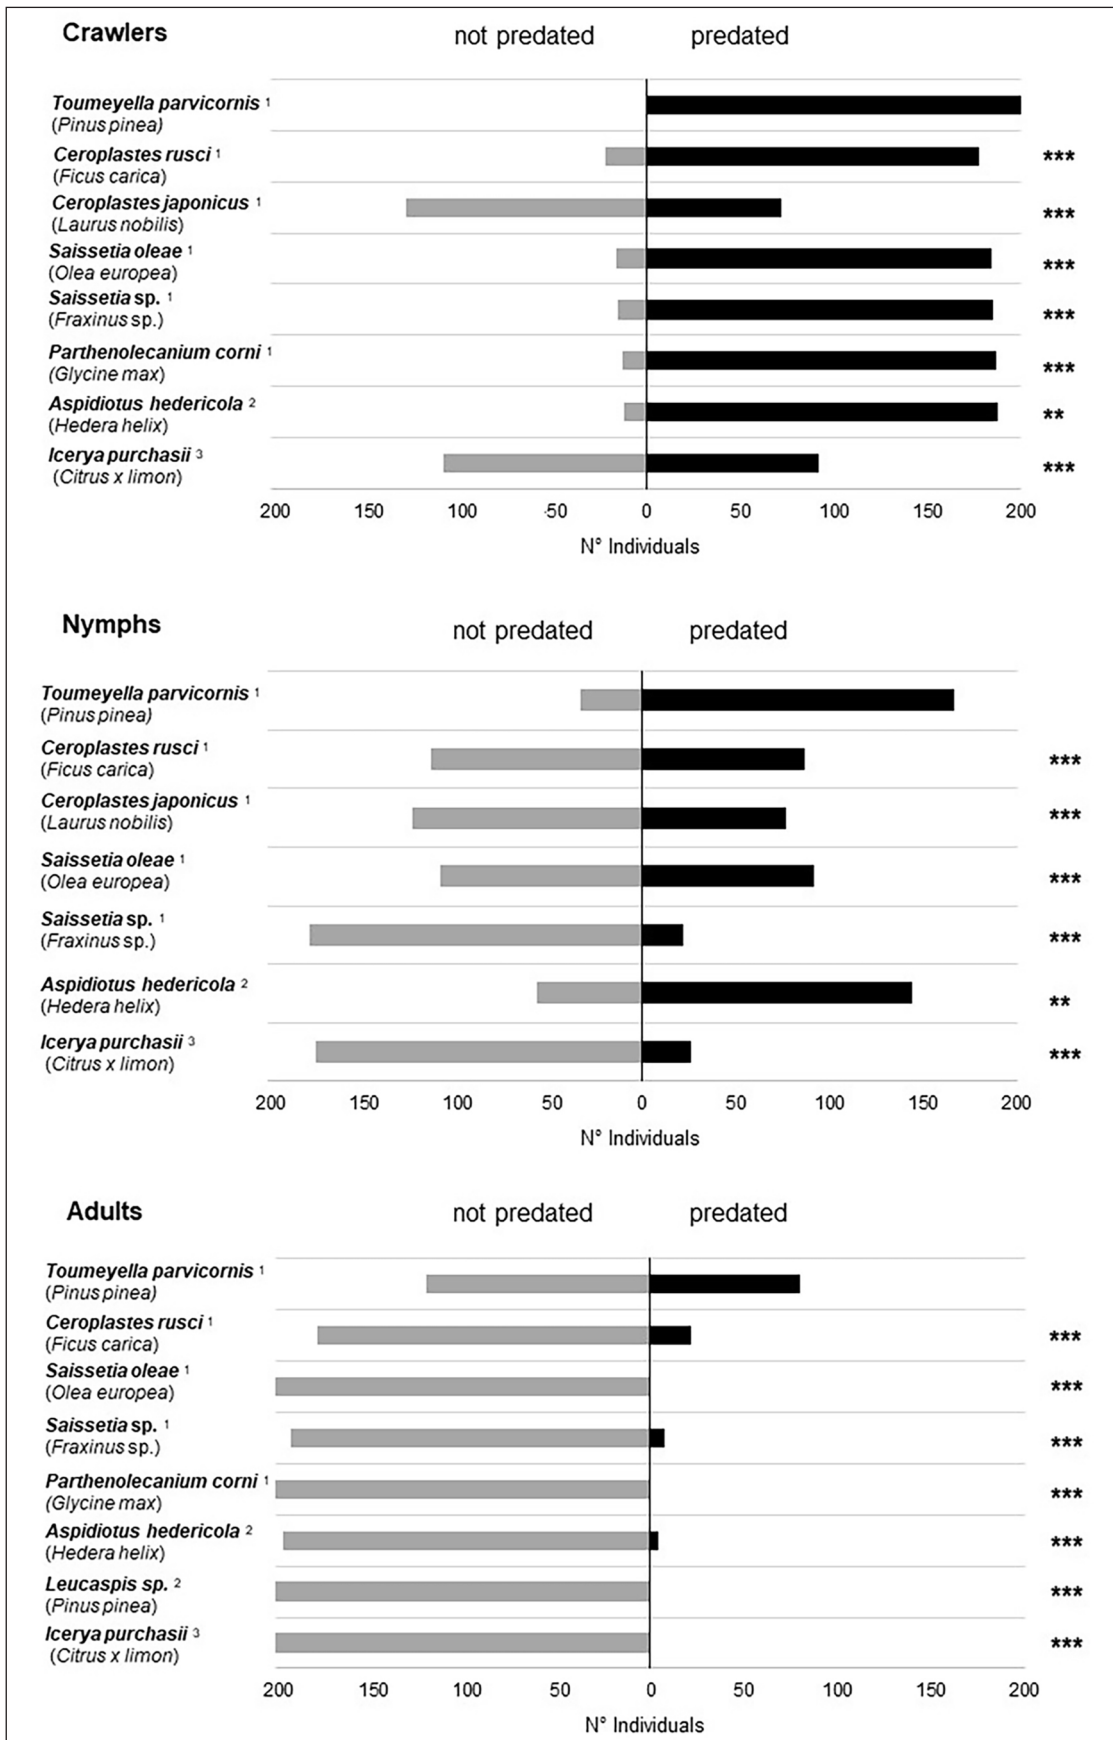 Crawlers
not predated predated
Toumeyella parvicornis 1
(Pinus pinea)
Ceroplastes rusci 1
(Ficus carica)
***
Ceroplastes japonicus 1
(Laurus nobilis)
***
Saissetia oleae 1
(Olea europea)
***
Saissetia sp. 1
(Fraxinus sp.)
***
Parthenolecanium corni 1
(Glycine max)
***
Aspidiotus hedericola 2
(Hedera helix)
**
Icerya purchasii 3
(Citrus x limon)
***
200 150 100 -50 0 50 100 150 200
N° Individuals
Nymphs
not predated predated
Toumeyella parvicornis 1
(Pinus pinea)
Ceroplastes rusci 1
(Ficus carica)
***
Ceroplastes japonicus 1
(Laurus nobilis)
***
Saissetia oleae 1
(Olea europea)
***
Saissetia sp. 1
(Fraxinus sp.)
***
Aspidiotus hedericola 2
(Hedera helix)
**
Icerya purchasii 3
(Citrus x limon)
***
200 150 100 50 0 50 100 150 200
N° Individuals
Adults
not predated predated
Toumeyella parvicornis 1
(Pinus pinea)
Ceroplastes rusci 1
(Ficus carica)
***
Saissetia oleae 1
(Olea europea)
***
Saissetia sp. 1
(Fraxinus sp.)
***
Parthenolecanium corni 1
(Glycine max)
***
Aspidiotus hedericola 2
(Hedera helix)
***
Leucaspis sp. 2
(Pinus pinea)
***
Icerya purchasii 3
(Citrus x limon)
***
200 150 100 50 0 50 100 150 200
N° Individuals